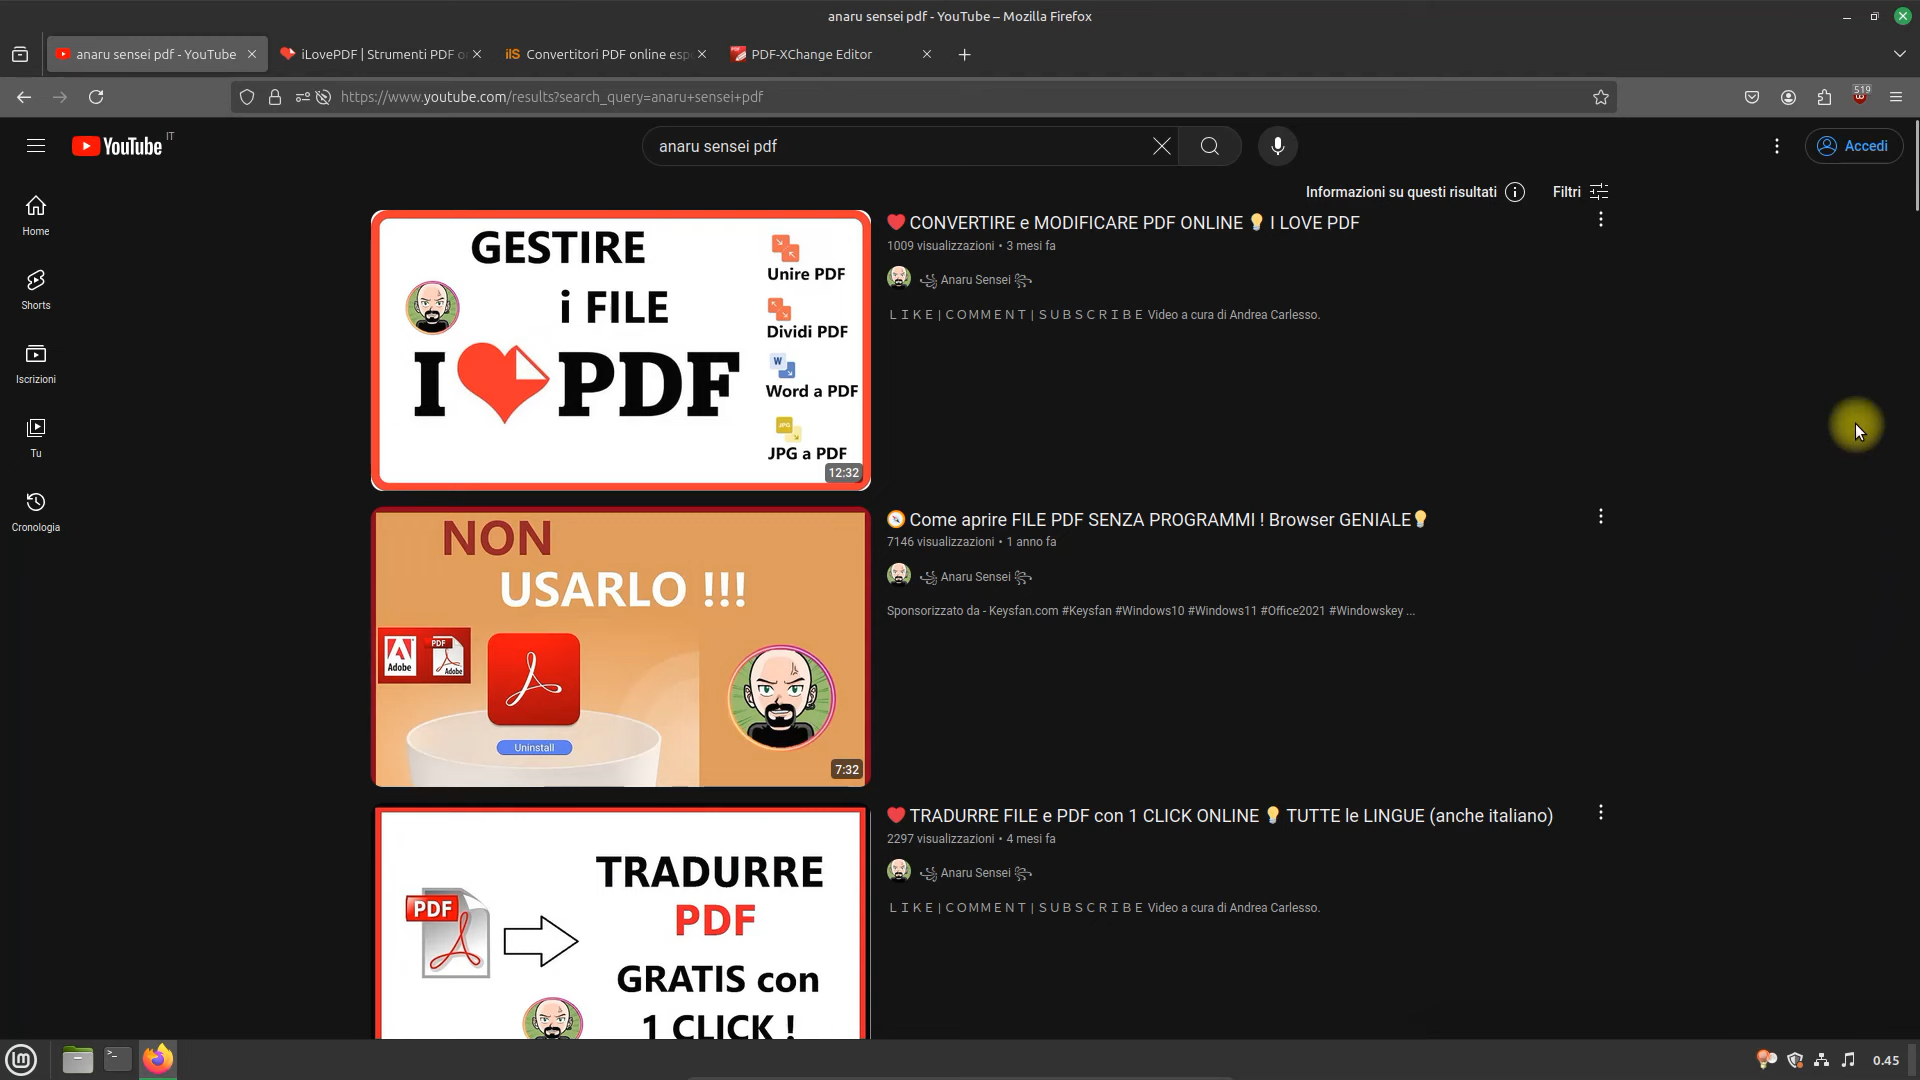 anaru sensei pdf - YouTube – Mozilla Firefox
anaru sensei pdf - YouTube
iLovePDF | Strumenti PDF o
ilS Convertitori PDF online esp
PDF-XChange Editor
https://www.youtube.com/results?search_query=anaru+sensei+pdf
519
YouTube IT
anaru sensei pdf
Accedi
Informazioni su questi risultati
Filtri
Home
Shorts
Iscrizioni
Tu
Cronologia
GESTIRE
i FILE
I PDF
Unire PDF
Dividi PDF
W
Word a PDF
JPG
JPG a PDF
12:32
❤️ CONVERTIRE e MODIFICARE PDF ONLINE 💡 I LOVE PDF
1009 visualizzazioni • 3 mesi fa
꧁ Anaru Sensei ꧂
L I K E | C O M M E N T | S U B S C R I B E Video a cura di Andrea Carlesso.
NON
USARLO !!!
Adobe
PDF
Adobe
Uninstall
7:32
🧭 Come aprire FILE PDF SENZA PROGRAMMI ! Browser GENIALE💡
7146 visualizzazioni • 1 anno fa
꧁ Anaru Sensei ꧂
Sponsorizzato da - Keysfan.com #Keysfan #Windows10 #Windows11 #Office2021 #Windowskey ...
TRADURRE
PDF
PDF
GRATIS con
1 CLICK !
❤️ TRADURRE FILE e PDF con 1 CLICK ONLINE 💡 TUTTE le LINGUE (anche italiano)
2297 visualizzazioni • 4 mesi fa
꧁ Anaru Sensei ꧂
L I K E | C O M M E N T | S U B S C R I B E Video a cura di Andrea Carlesso.
0.45